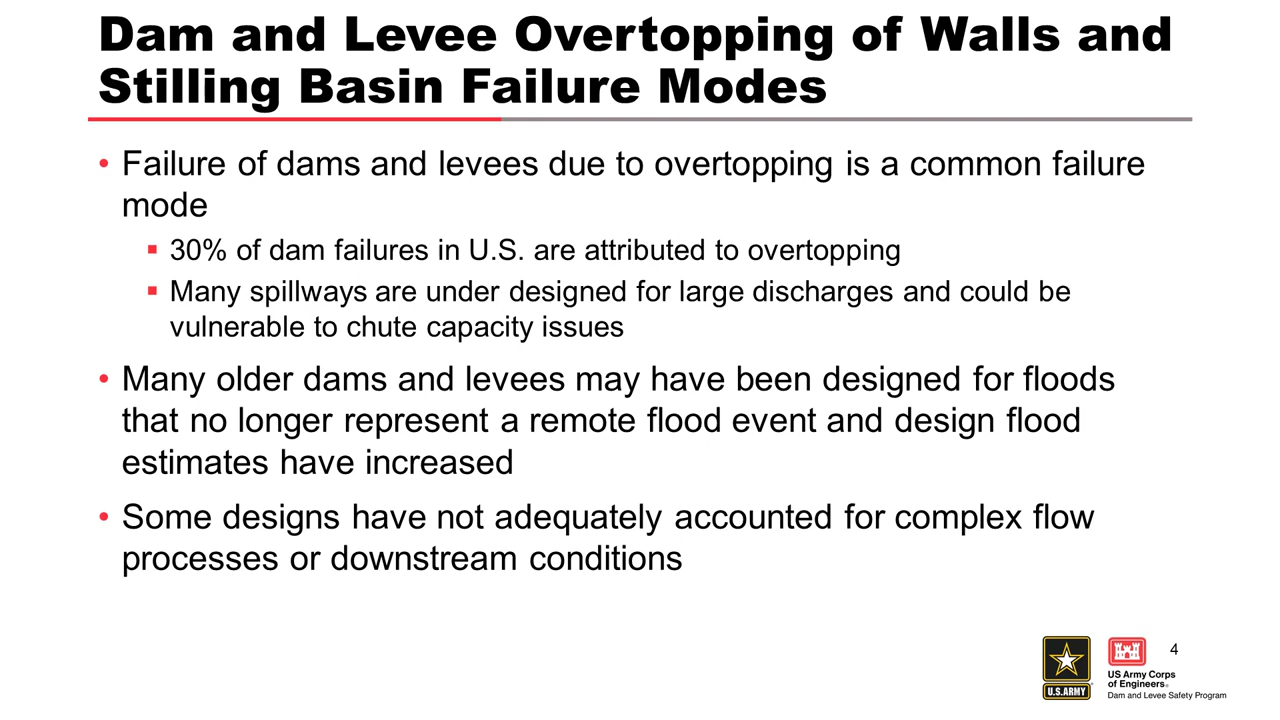 Dam and Levee Overtopping of Walls and
Stilling Basin Failure Modes
• Failure of dams and levees due to overtopping is a common failure
mode
▪ 30% of dam failures in U.S. are attributed to overtopping
▪ Many spillways are under designed for large discharges and could be
vulnerable to chute capacity issues
• Many older dams and levees may have been designed for floods
that no longer represent a remote flood event and design flood
estimates have increased
• Some designs have not adequately accounted for complex flow
processes or downstream conditions
4
U.S.ARMY
US Army Corps
of Engineers®
Dam and Levee Safety Program